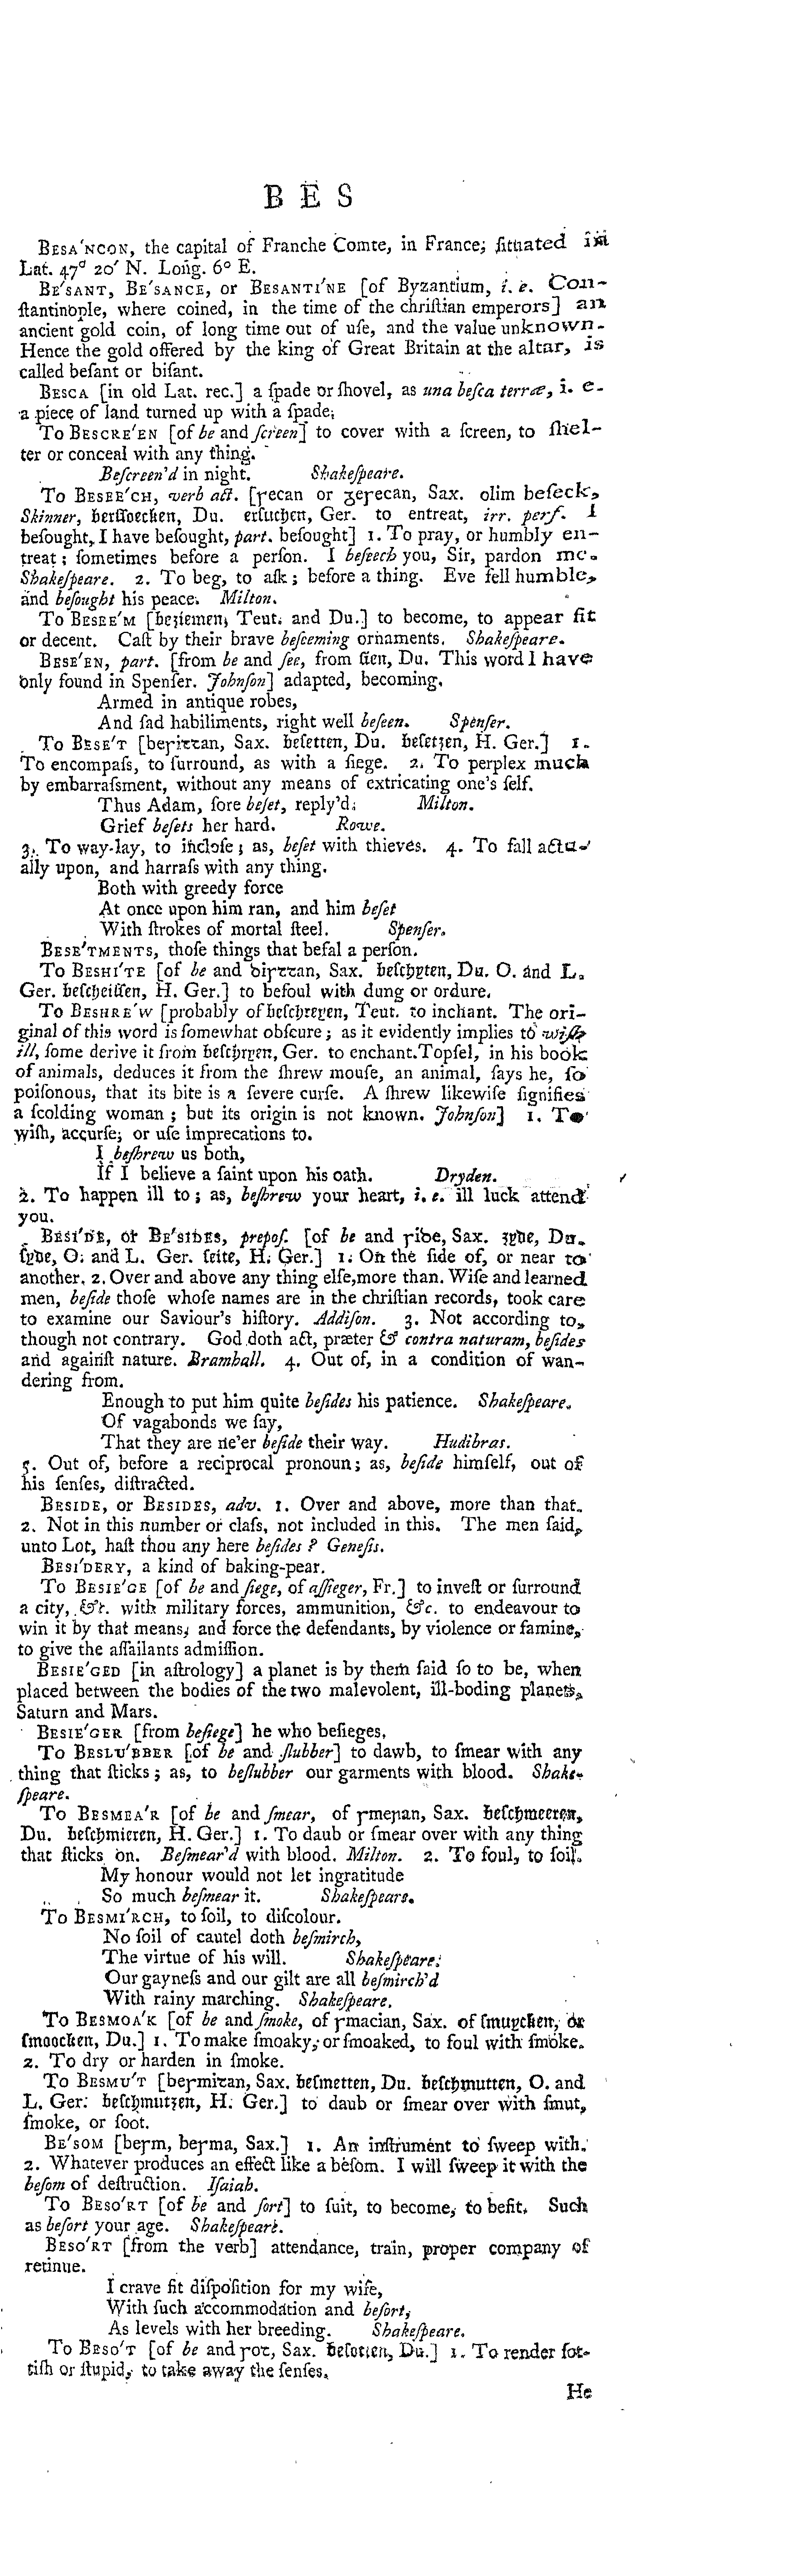 B E S
BESA′NCON, the capital of Franche Comte, in France; ſituated in
Lat. 47° 20′ N. Long. 6° E.
BE′SANT, BE′SANCE, or BESANTI′NE [of Byzantium, i. e. Con-
ſtantinople, where coined, in the time of the chriſtian emperors] an
ancient gold coin, of long time out of uſe, and the value unknown.
Hence the gold offered by the king of Great Britain at the altar, is
called beſant or biſant.
BESCA [in old Lat. rec.] a ſpade or ſhovel, as una beſca terræ, i. e.
a piece of land turned up with a ſpade.
To BESCRE′EN [of be and ſcreen] to cover with a ſcreen, to ſhel-
ter or conceal with any thing.
Beſcreen'd in night. Shakeſpeare.
To BESEE′CH, verb act. [ꞅecan or ᵹeꞅecan, Sax. olim beſeck,
Skinner, berſſoecken, Du. erſuchen, Ger. to entreat, irr. perf. I
beſought, I have beſought, part. beſought] 1. To pray, or humbly en-
treat; ſometimes before a perſon. I beſeech you, Sir, pardon me.
Shakeſpeare. 2. To beg, to aſk; before a thing. Eve fell humble,
and beſought his peace. Milton.
To BESEE′M [beziemen, Teut. and Du.] to become, to appear fit
or decent. Caſt by their brave beſeeming ornaments. Shakeſpeare.
BESE′EN, part. [from be and ſee, from ſien, Du. This word I have
only found in Spenſer. Johnſon] adapted, becoming.
Armed in antique robes,
And ſad habiliments, right well beſeen. Spenſer.
To BESE′T [beꞅiꞇꞇan, Sax. beſetten, Du. beſetzen, H. Ger.] 1.
To encompaſs, to ſurround, as with a ſiege. 2. To perplex much
by embarraſsment, without any means of extricating one's ſelf.
Thus Adam, ſore beſet, reply'd. Milton.
Grief beſets her hard. Rowe.
3. To way-lay, to incloſe; as, beſet with thieves. 4. To fall actu-
ally upon, and harraſs with any thing.
Both with greedy force
At once upon him ran, and him beſet
With ſtrokes of mortal ſteel. Spenſer.
BESE′TMENTS, thoſe things that befal a perſon.
To BESHI′TE [of be and ꞅcꞇan, Sax. beſchyten, Du. O. and L.
Ger. beſcheiſſen, H. Ger.] to befoul with dung or ordure.
To BESHRE′W [probably of beſchreyen, Teut. to inchant. The ori-
ginal of this word is ſomewhat obſcure; as it evidently implies to wiſh
ill, ſome derive it from beſchryen, Ger. to enchant. Topſel, in his book
of animals, deduces it from the ſhrew mouſe, an animal, ſays he, ſo
poiſonous, that its bite is a ſevere curſe. A ſhrew likewiſe ſignifies
a ſcolding woman; but its origin is not known. Johnſon] 1. To
wiſh, accurſe; or uſe imprecations to.
I beſhrew us both,
If I believe a ſaint upon his oath. Dryden.
2. To happen ill to; as, beſhrew your heart, i. e. ill luck attend
you.
BESI′DE, or BE′SIDES, prepoſ. [of be and ꞅide, Sax. zyde, Du.
ſyde, O. and L. Ger. ſeite, H. Ger.] 1. On the ſide of, or near to
another. 2. Over and above any thing elſe, more than. Wiſe and learned
men, beſide thoſe whoſe names are in the chriſtian records, took care
to examine our Saviour's hiſtory. Addiſon. 3. Not according to,
though not contrary. God doth act, præter & contra naturam, beſides
and againſt nature. Bramhall. 4. Out of, in a condition of wan-
dering from.
Enough to put him quite beſides his patience. Shakeſpeare.
Of vagabonds we ſay,
That they are ne'er beſide their way. Hudibras.
5. Out of, before a reciprocal pronoun; as, beſide himſelf, out of
his ſenſes, diſtracted.
BESIDE, or BESIDES, adv. 1. Over and above, more than that.
2. Not in this number or claſs, not included in this. The men ſaid,
unto Lot, haſt thou any here beſides? Geneſis.
BESI′DERY, a kind of baking-pear.
To BESIE′GE [of be and ſiege, of aſſieger, Fr.] to inveſt or ſurround
a city, &c. with military forces, ammunition, &c. to endeavour to
win it by that means, and force the defendants, by violence or famine,
to give the aſſailants admiſſion.
BESIE′GED [in aſtrology] a planet is by them ſaid ſo to be, when
placed between the bodies of the two malevolent, ill-boding planets,
Saturn and Mars.
BESIE′GER [from beſiege] he who beſieges.
To BESLU′BBER [of be and ſlubber] to dawb, to ſmear with any
thing that ſticks; as, to beſlubber our garments with blood. Shake-
ſpeare.
To BESMEA′R [of be and ſmear, of ꞅmeꞃan, Sax. beſchmeeren,
Du. beſchmieren, H. Ger.] 1. To daub or ſmear over with any thing
that ſticks on. Beſmear'd with blood. Milton. 2. To foul, to ſoil.
My honour would not let ingratitude
So much beſmear it. Shakeſpeare.
To BESMI′RCH, to ſoil, to diſcolour.
No ſoil of cautel doth beſmirch,
The virtue of his will. Shakeſpeare.
Our gayneſs and our gilt are all beſmirch'd
With rainy marching. Shakeſpeare.
To BESMOA′K [of be and ſmoke, of ꞅmacian, Sax. of ſmuycken, or
ſmoocken, Du.] 1. To make ſmoaky, or ſmoaked, to foul with ſmoke.
2. To dry or harden in ſmoke.
To BESMU′T [beꞅmiꞇan, Sax. beſmetten, Du. beſchmutten, O. and
L. Ger. beſchmutzen, H. Ger.] to daub or ſmear over with ſmut,
ſmoke, or ſoot.
BE′SOM [beꞅm, beꞅma, Sax.] 1. An inſtrument to ſweep with.
2. Whatever produces an effect like a beſom. I will ſweep it with the
beſom of deſtruction. Iſaiah.
To BESO′RT [of be and ſort] to ſuit, to become, to befit. Such
as beſort your age. Shakeſpeare.
BESO′RT [from the verb] attendance, train, proper company of
retinue.
I crave fit diſpoſition for my wife,
With ſuch accommodation and beſort,
As levels with her breeding. Shakeſpeare.
To BESO′T [of be and ꞅoꞇ, Sax. beſotten, Du.] 1. To render ſot-
tiſh or ſtupid, to take away the ſenſes.
He